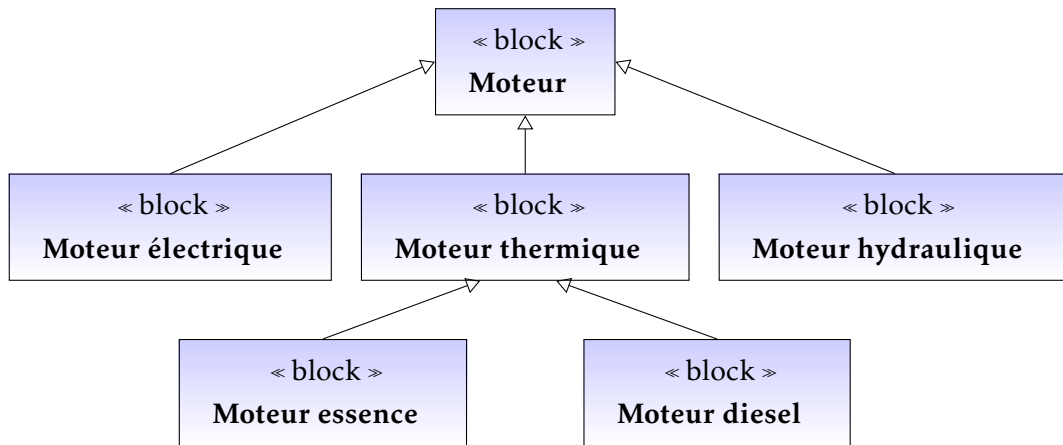 « block »
Moteur
« block »
Moteur électrique
« block »
Moteur thermique
« block »
Moteur hydraulique
« block »
Moteur essence
« block »
Moteur diesel